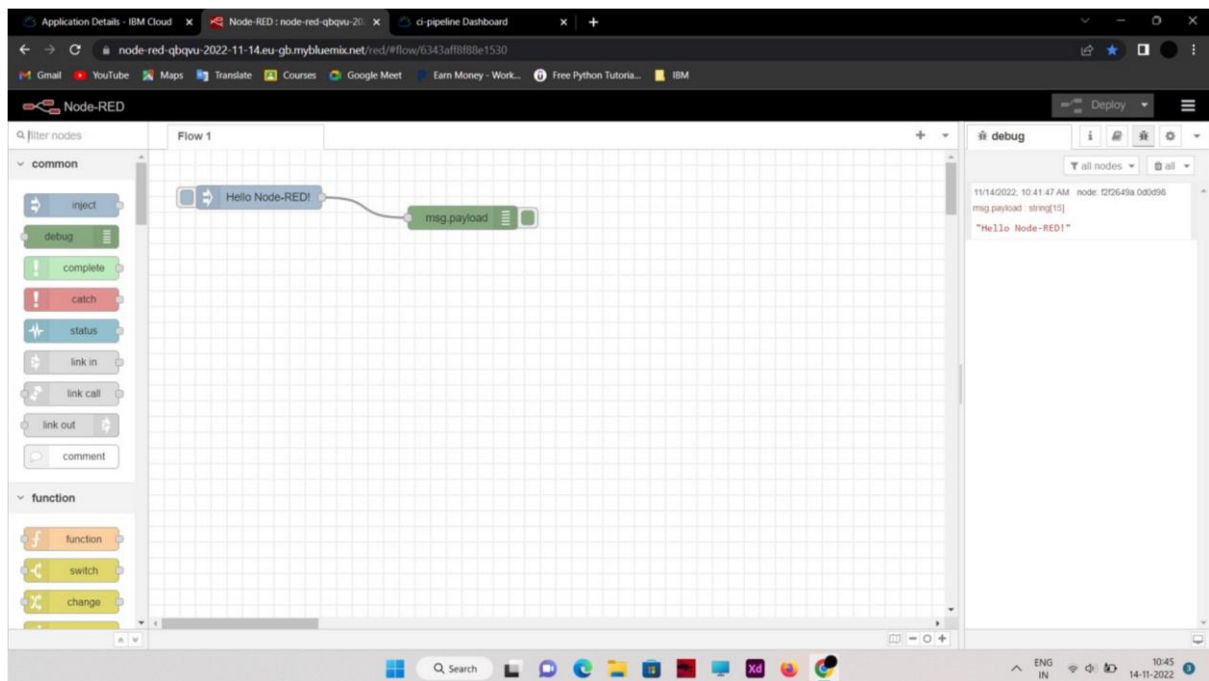 Application Details - IBM Cloud
Node-RED : node-red-qbqvu-20
ci-pipeline Dashboard
node-red-qbqvu-2022-11-14.eu-gb.mybluemix.net/red/#flow/6343aff8f88e1530
Gmail YouTube Maps Translate Courses Google Meet Earn Money - Work... Free Python Tutoria... IBM
Node-RED
Deploy
filter nodes
Flow 1
debug
i
common
all nodes
all
inject
debug
complete
catch
status
link in
link call
link out
comment
function
function
switch
change
Hello Node-RED!
msg.payload
11/14/2022, 10:41:47 AM node: f2f2649a.0d0d98
msg.payload : string[15]
"Hello Node-RED!"
Search
Xd
ENG
IN
10:45
14-11-2022
3